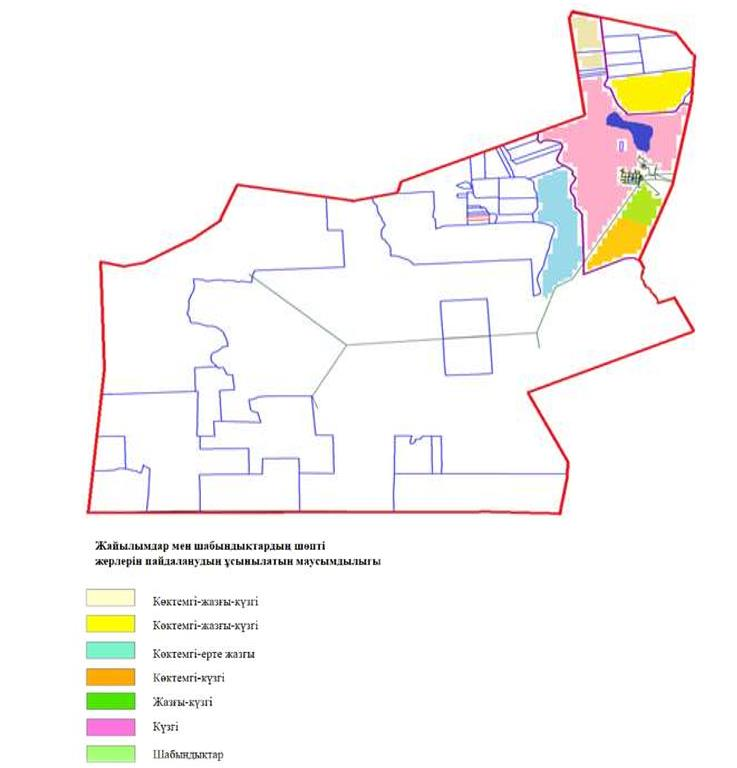 Жайылымдар мен шабындықтардың шөпті
жерлерін пайдаланудың ұсынылатын маусымдылығы
Көктемгі-жазғы-күзгі
Көктемгі-жазғы-күзгі
Көктемгі-ерте жазғы
Көктемгі-күзгі
Жазғы-күзгі
Күзгі
Шабындықтар